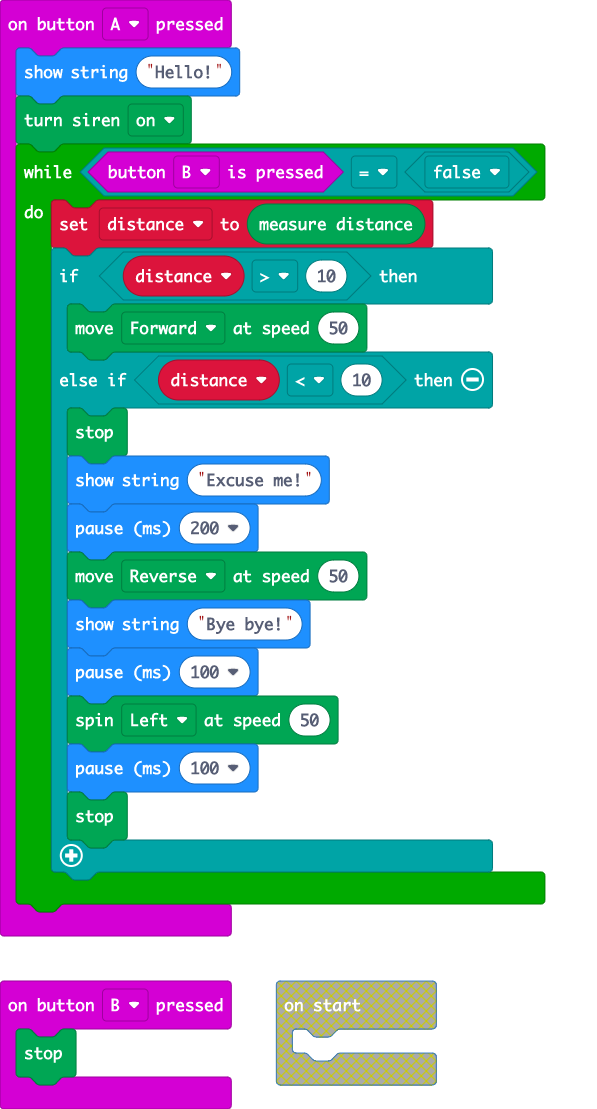 on button A pressed
show string "Hello!"
turn siren on
while button B is pressed = false
do
set distance to measure distance
if distance > 10 then
move Forward at speed 50
else if distance < 10 then
stop
show string "Excuse me!"
pause (ms) 200
move Reverse at speed 50
show string "Bye bye!"
pause (ms) 100
spin Left at speed 50
pause (ms) 100
stop
on button B pressed
stop
on start